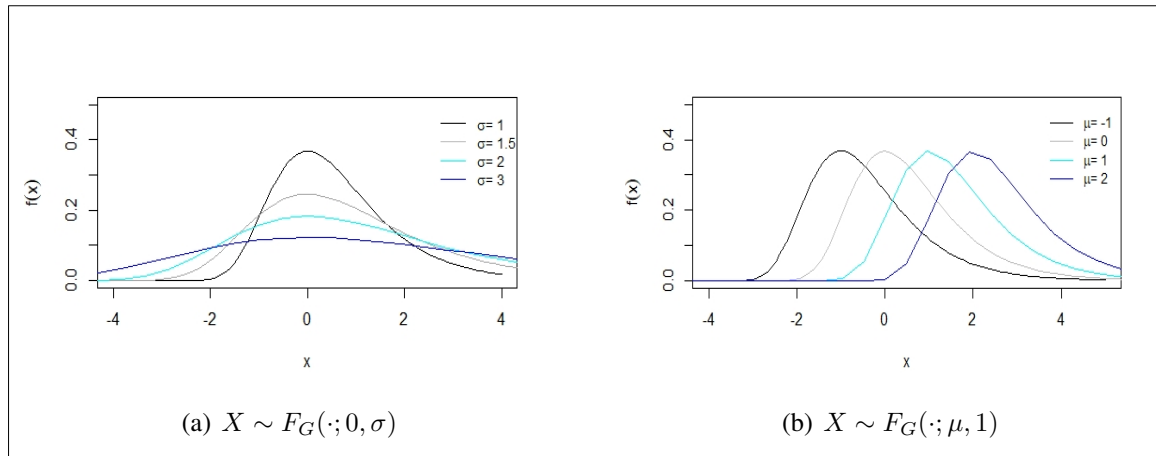 σ= 1
σ= 1.5
σ= 2
σ= 3
0.4
0.2
0.0
f(x)
-4 -2 0 2 4
x
(a) X ∼ F_G(·; 0, σ)
μ= -1
μ= 0
μ= 1
μ= 2
0.4
0.2
0.0
f(x)
-4 -2 0 2 4
x
(b) X ∼ F_G(·; μ, 1)